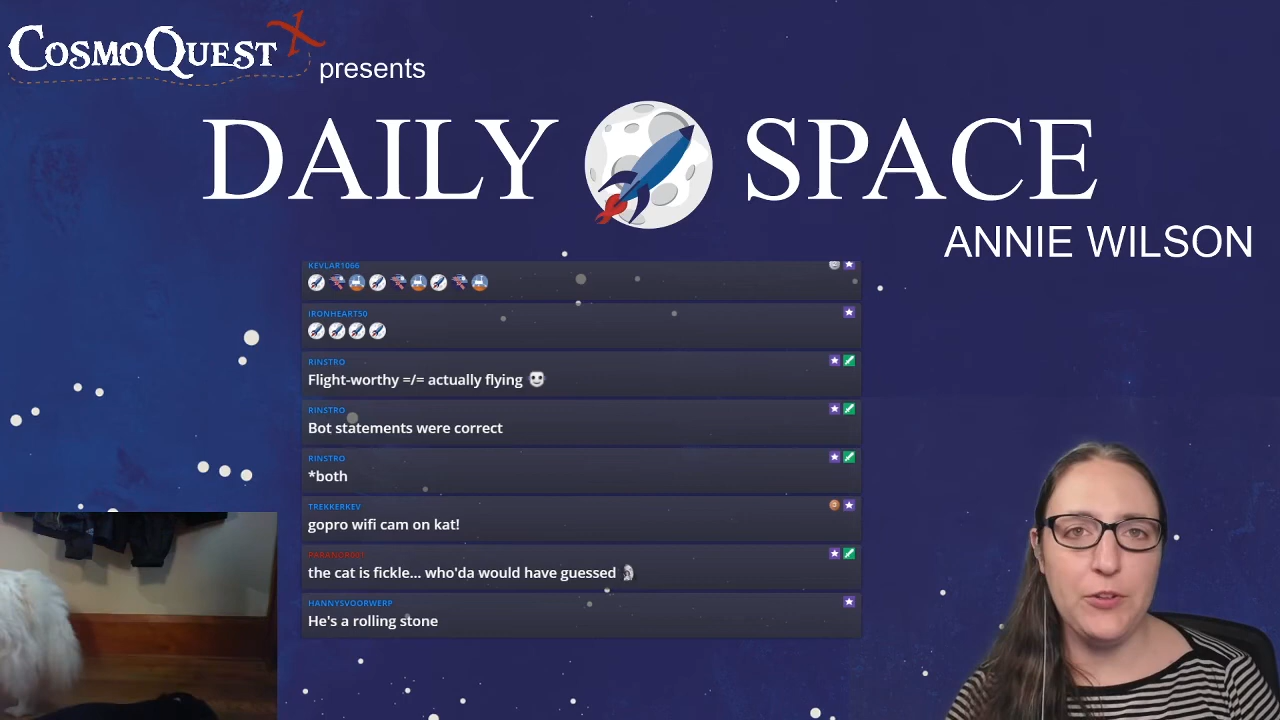 CosmoQuest X
presents
DAILY SPACE
ANNIE WILSON
KEVLAR1066
IRONHEART50
RINSTRO
Flight-worthy =/= actually flying
RINSTRO
Bot statements were correct
RINSTRO
*both
TREKKERKEV
gopro wifi cam on kat!
PARANOR001
the cat is fickle... who'da would have guessed
HANNYSVOORWERP
He's a rolling stone